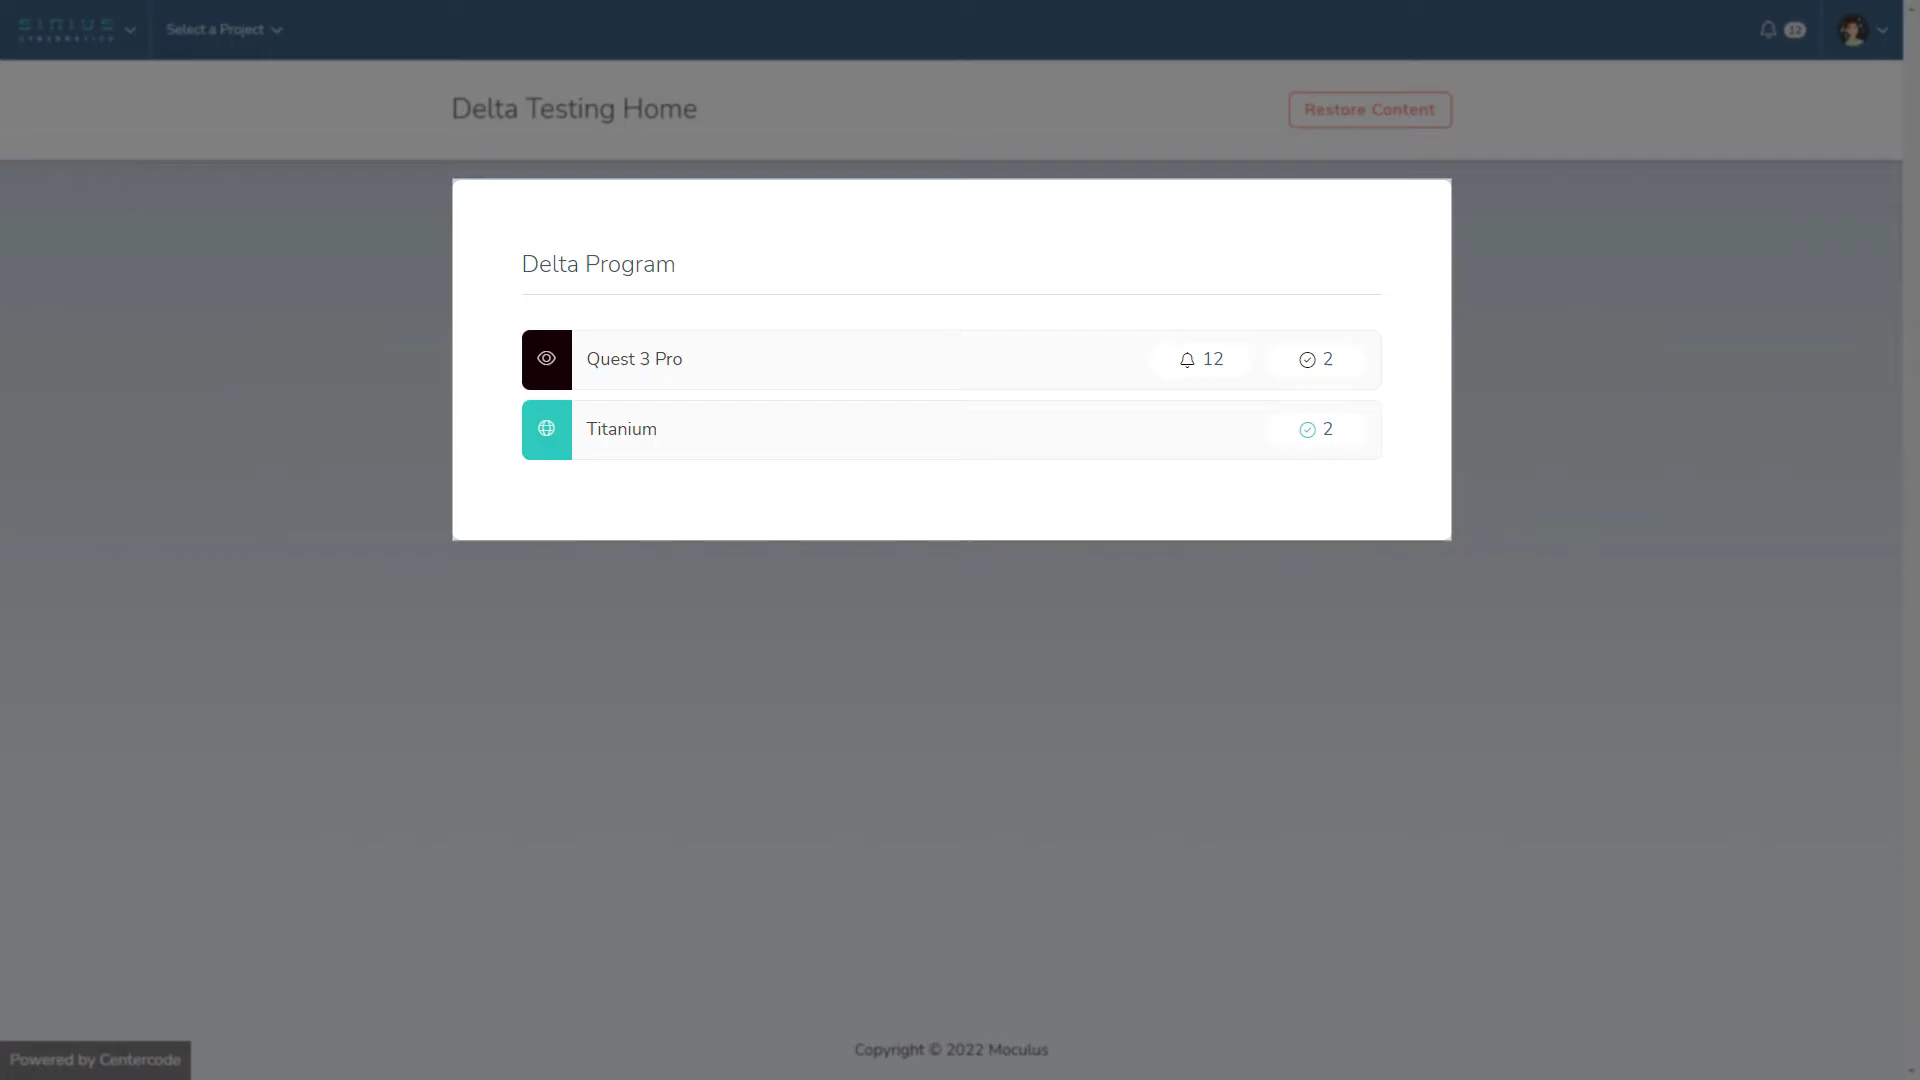 SIRIUS
Select a Project
12
Delta Testing Home
Restore Content
Delta Program
Quest 3 Pro
12
2
Titanium
2
Copyright © 2022 Moculus
Powered by Centercode